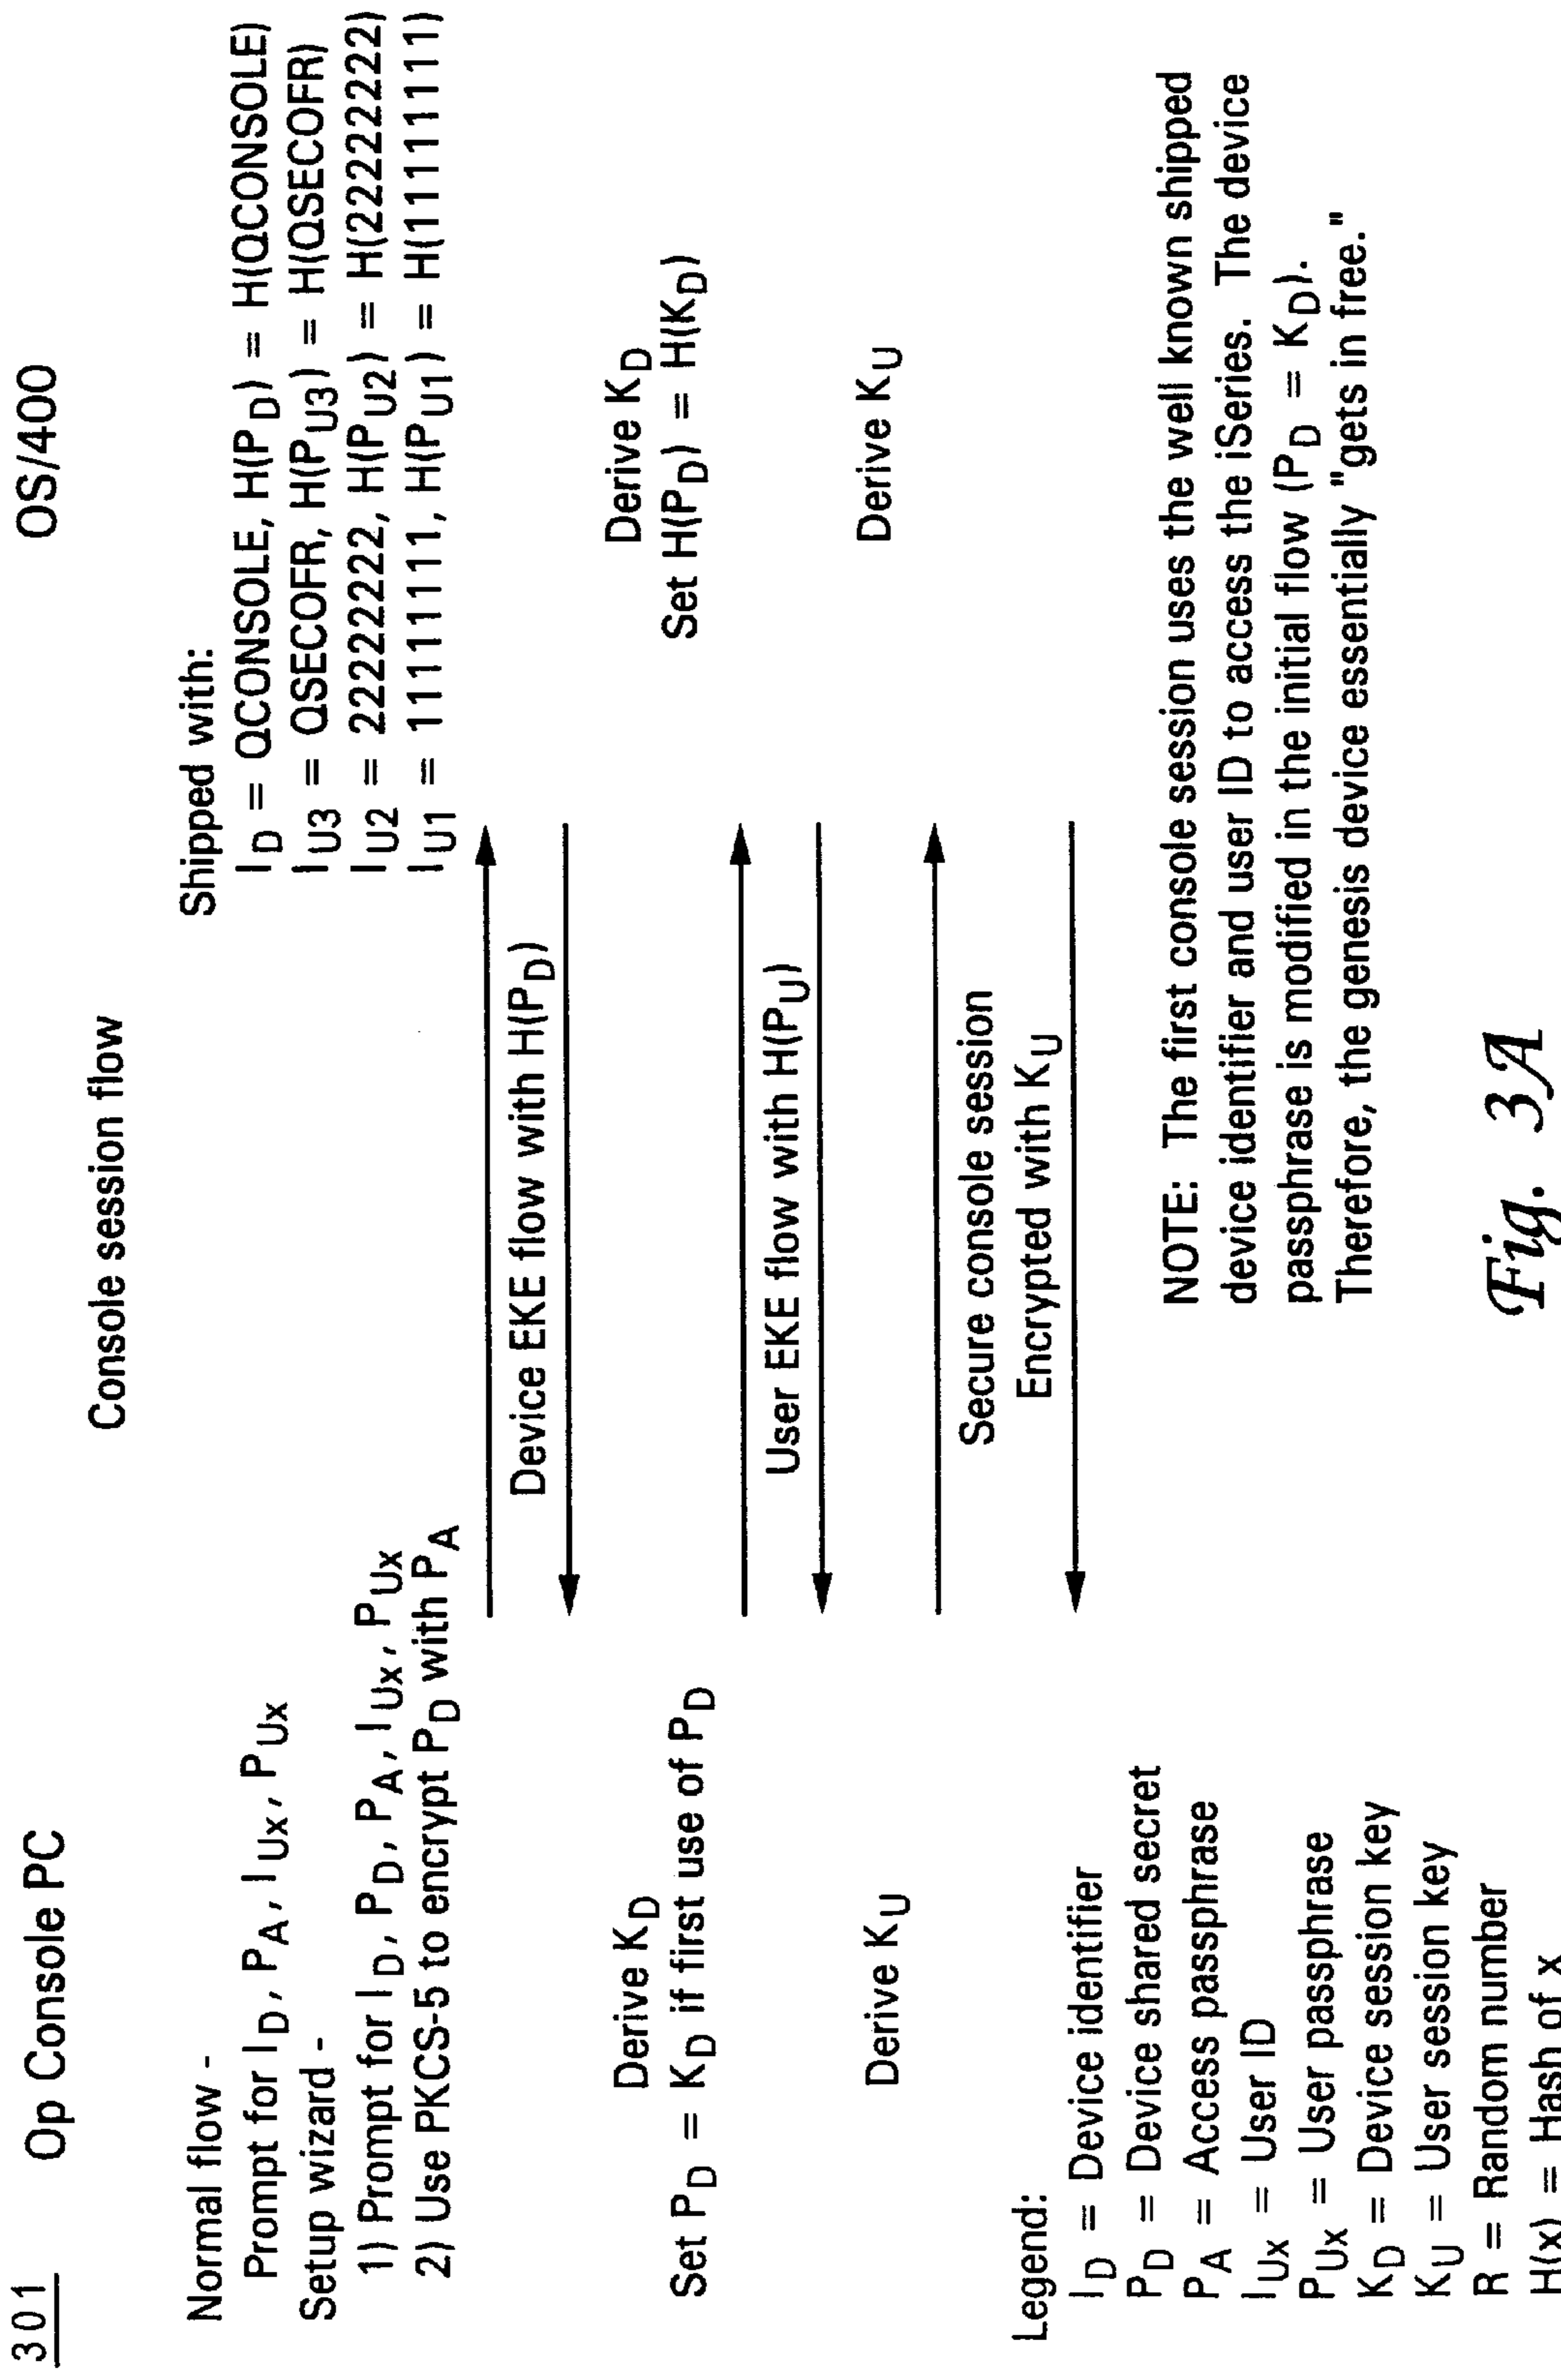 301
Op Console PC
OS/400
Console session flow
Normal flow -
Prompt for I_D, P_A, I_Ux, P_Ux
Setup wizard -
1) Prompt for I_D, P_D, P_A, I_Ux, P_Ux
2) Use PKCS-5 to encrypt P_D with P_A
Shipped with:
I_D = QCONSOLE, H(P_D) = H(QCONSOLE)
I_U3 = QSECOFR, H(P_U3) = H(QSECOFR)
I_U2 = 22222222, H(P_U2) = H(22222222)
I_U1 = 11111111, H(P_U1) = H(11111111)
Device EKE flow with H(P_D)
Derive K_D
Set P_D = K_D if first use of P_D
Derive K_D
Set H(P_D) = H(K_D)
User EKE flow with H(P_U)
Derive K_U
Derive K_U
Secure console session
Encrypted with K_U
Legend:
I_D = Device identifier
P_D = Device shared secret
P_A = Access passphrase
I_Ux = User ID
P_Ux = User passphrase
K_D = Device session key
K_U = User session key
R = Random number
H(x) = Hash of x
NOTE: The first console session uses the well known shipped
device identifier and user ID to access the iSeries. The device
passphrase is modified in the initial flow (P_D = K_D).
Therefore, the genesis device essentially "gets in free."
Fig. 3A